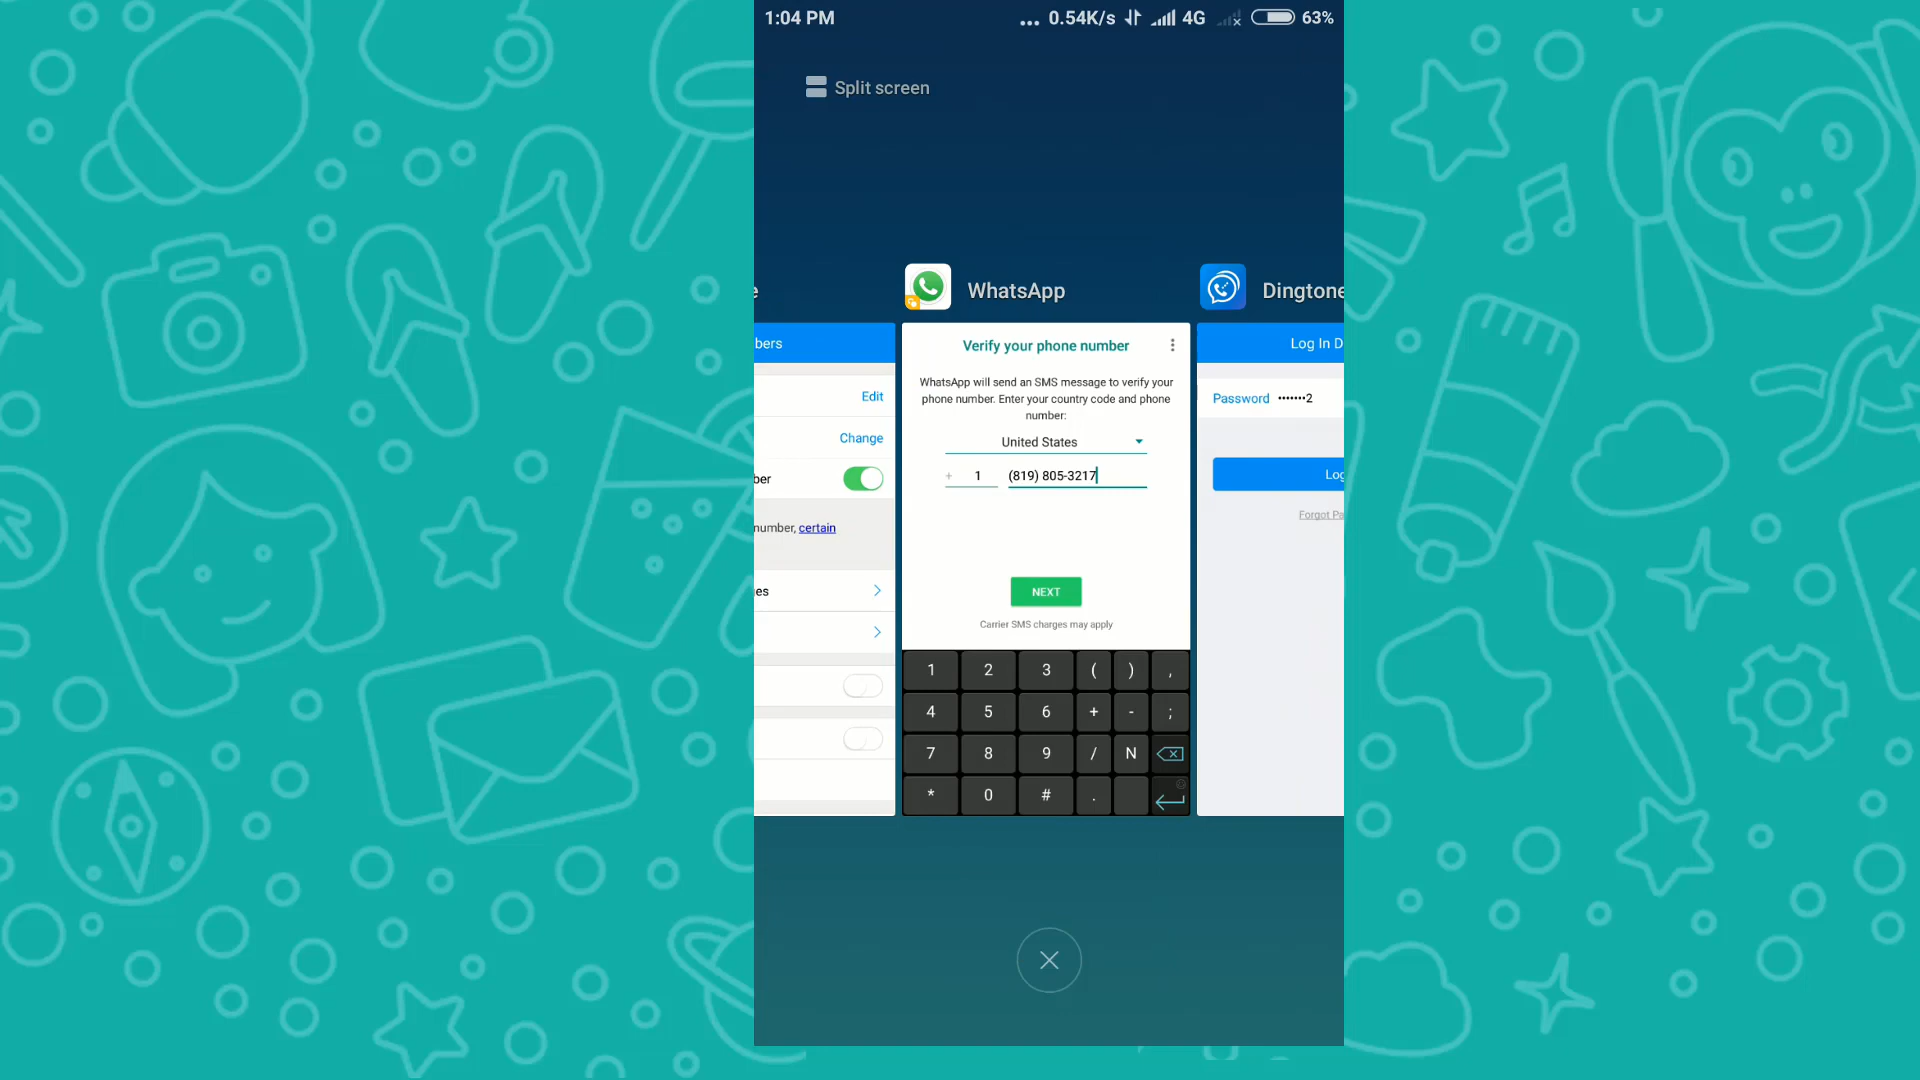 1:04 PM
... 0.54K/s 4G 63%
Split screen
WhatsApp
Dingtone
bers
Edit
Change
ber
number, certain
es
Verify your phone number
WhatsApp will send an SMS message to verify your
phone number. Enter your country code and phone
number:
United States
+ 1 (819) 805-3217
NEXT
Carrier SMS charges may apply
1 2 3 ( ) ,
4 5 6 + - ;
7 8 9 / N
* 0 # .
Log In D
Password •••••••2
Log
Forgot Pa